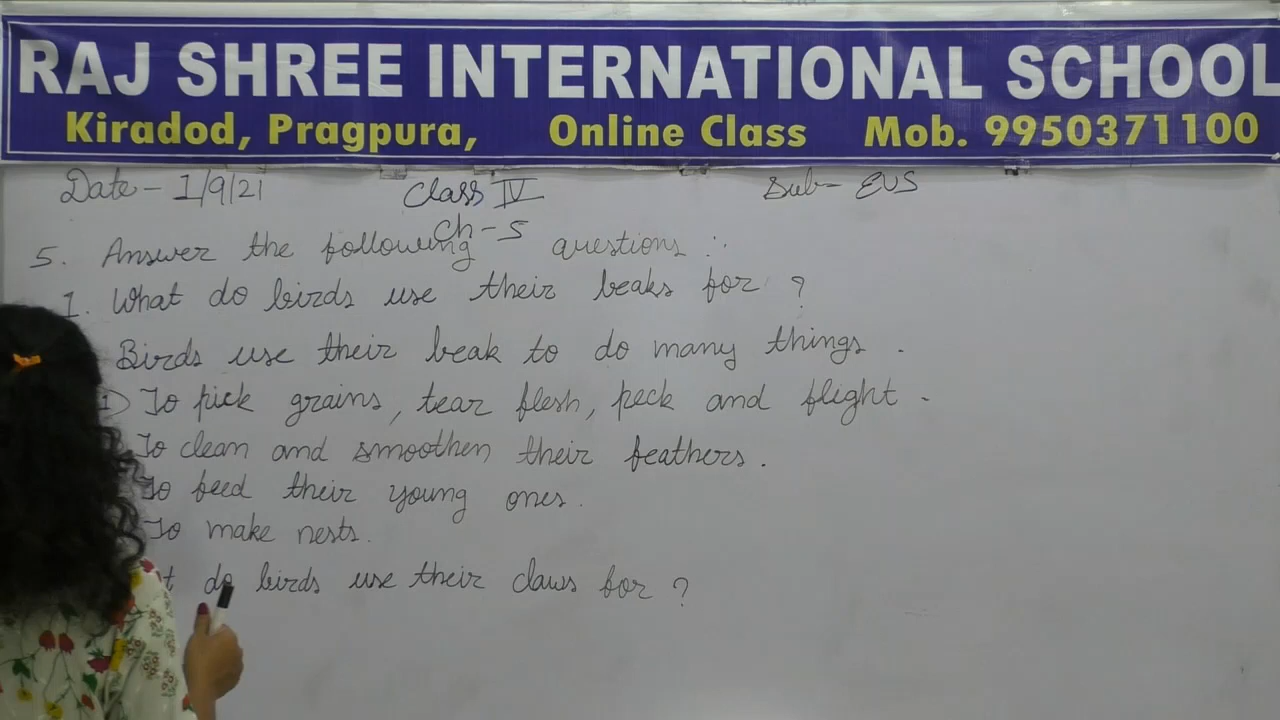 RAJ SHREE INTERNATIONAL SCHOOL
Kiradod, Pragpura, Online Class Mob. 9950371100
Date - 1/9/21 Class IV Sub- EVS
Ch - 5
5. Answer the following questions :.
1. What do birds use their beaks for ?
Birds use their beak to do many things .
1) To pick grains, tear flesh, peck and flight .
To clean and smoothen their feathers .
To feed their young ones .
To make nests .
t do birds use their claws for ?